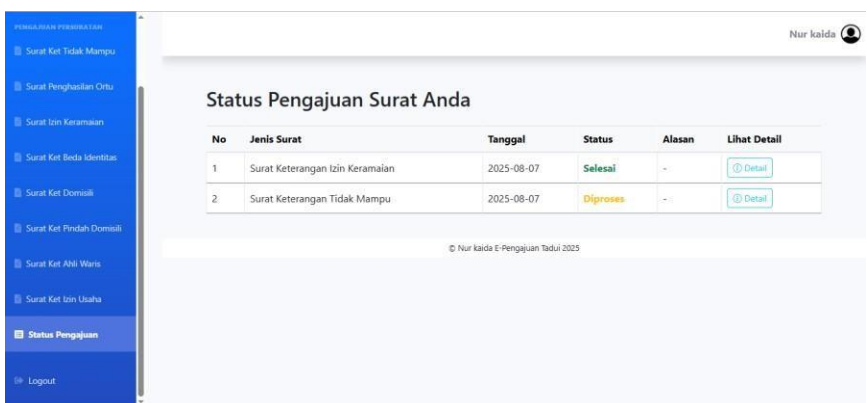 PENGAJUAN PERSURATAN
Surat Ket Tidak Mampu
Surat Penghasilan Ortu
Surat Izin Keramaian
Surat Ket Beda Identitas
Surat Ket Domisili
Surat Ket Pindah Domisili
Surat Ket Ahli Waris
Surat Ket Izin Usaha
Status Pengajuan
Logout
Nur kaida
Status Pengajuan Surat Anda
No Jenis Surat Tanggal Status Alasan Lihat Detail
1 Surat Keterangan Izin Keramaian 2025-08-07 Selesai - Detail
2 Surat Keterangan Tidak Mampu 2025-08-07 Diproses - Detail
© Nur kaida E-Pengajuan Tadui 2025